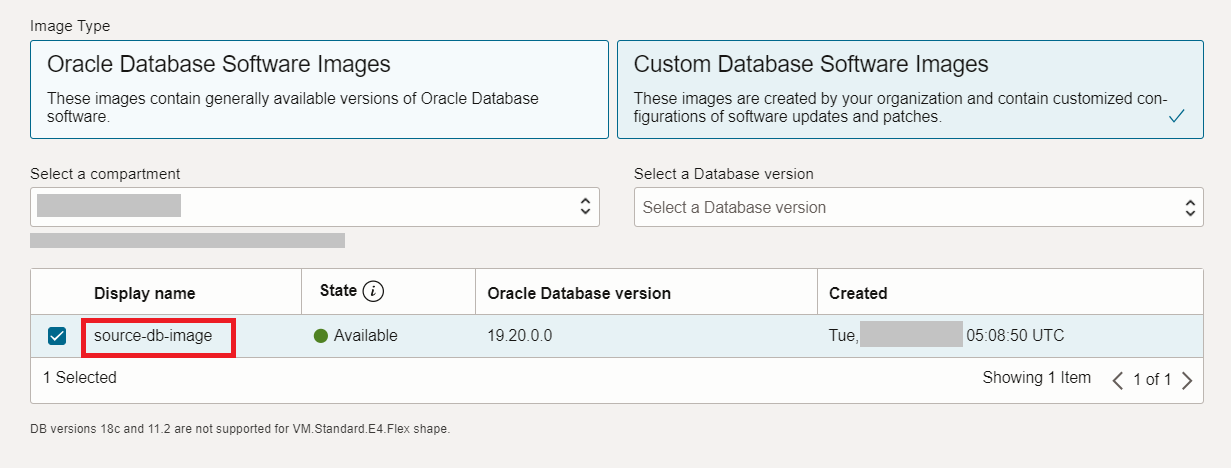 Image Type
Oracle Database Software Images
These images contain generally available versions of Oracle Database
software.
Custom Database Software Images
These images are created by your organization and contain customized con-
figurations of software updates and patches.
Select a compartment
Select a Database version
Select a Database version
Display name State i Oracle Database version Created
source-db-image Available 19.20.0.0 Tue, 05:08:50 UTC
1 Selected Showing 1 Item 1 of 1
DB versions 18c and 11.2 are not supported for VM.Standard.E4.Flex shape.